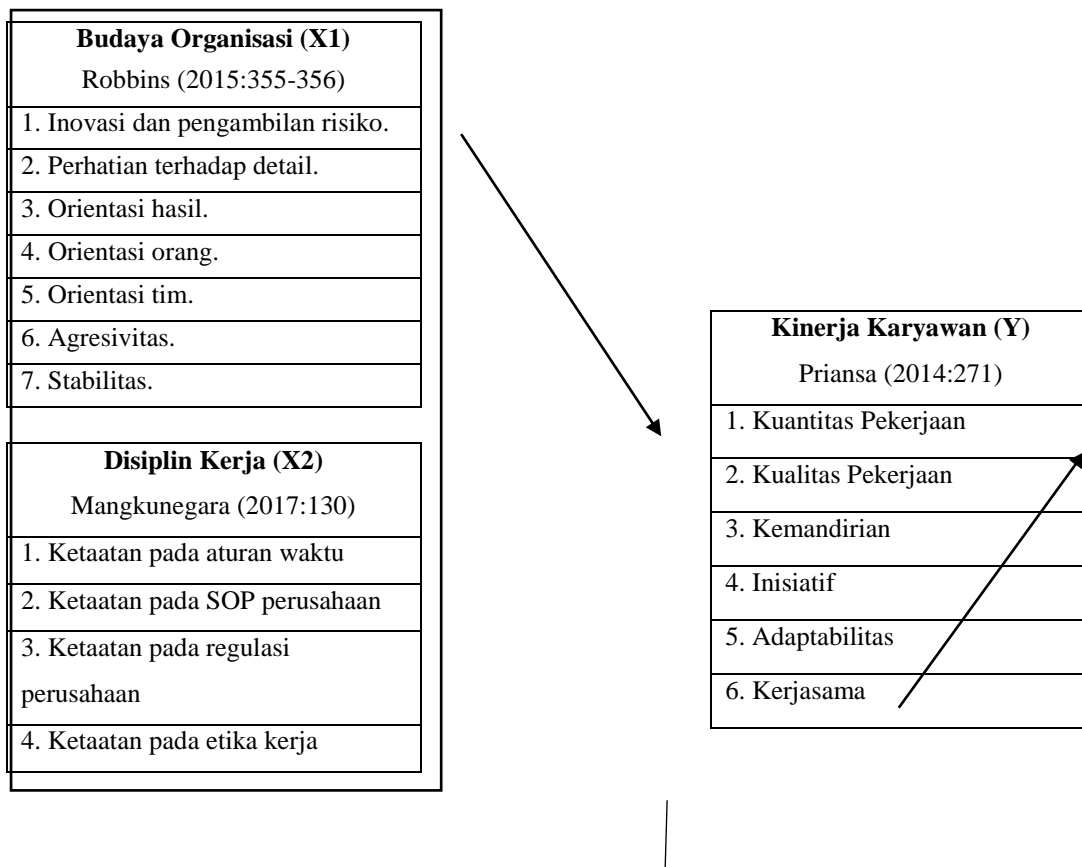 Budaya Organisasi (X1)
Robbins (2015:355-356)
1. Inovasi dan pengambilan risiko.
2. Perhatian terhadap detail.
3. Orientasi hasil.
4. Orientasi orang.
5. Orientasi tim.
6. Agresivitas.
7. Stabilitas.
Disiplin Kerja (X2)
Mangkunegara (2017:130)
1. Ketaatan pada aturan waktu
2. Ketaatan pada SOP perusahaan
3. Ketaatan pada regulasi
perusahaan
4. Ketaatan pada etika kerja
Kinerja Karyawan (Y)
Priansa (2014:271)
1. Kuantitas Pekerjaan
2. Kualitas Pekerjaan
3. Kemandirian
4. Inisiatif
5. Adaptabilitas
6. Kerjasama